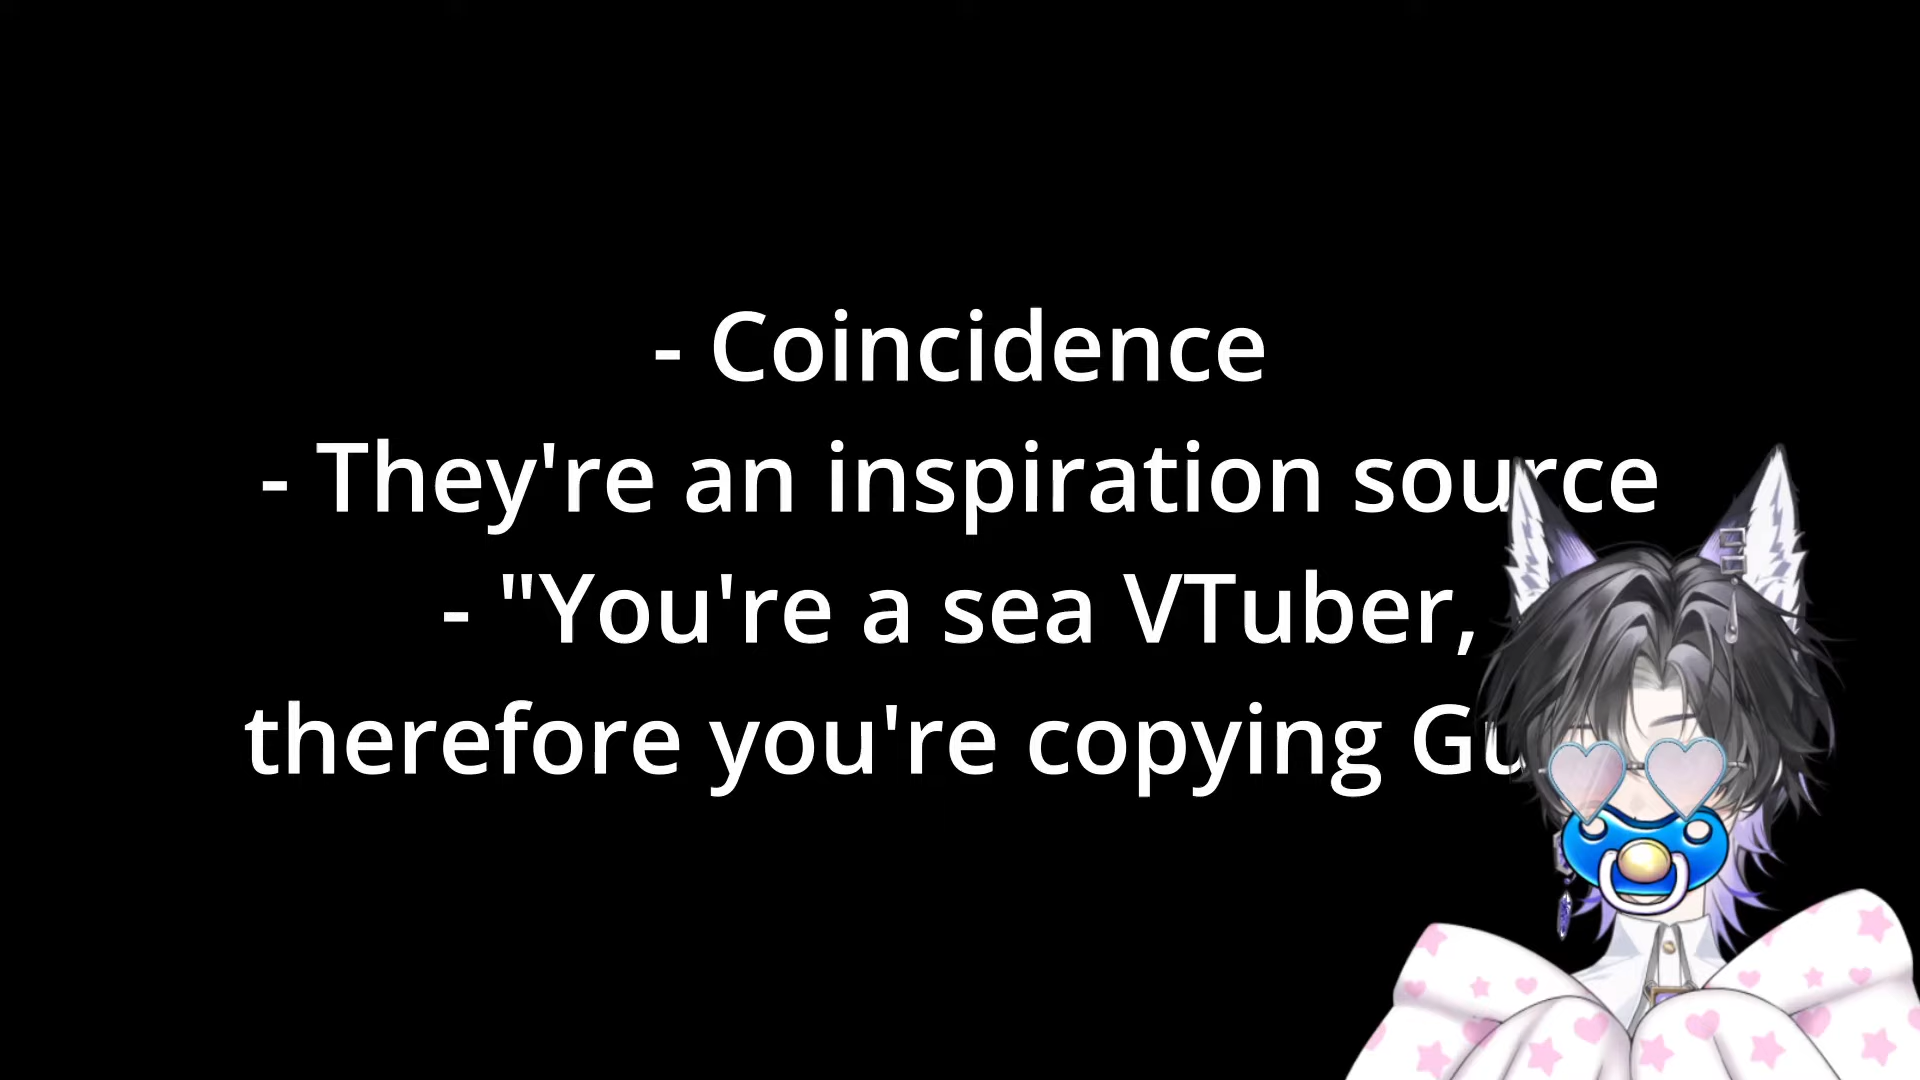 - Coincidence
- They're an inspiration source
- "You're a sea VTuber,
therefore you're copying